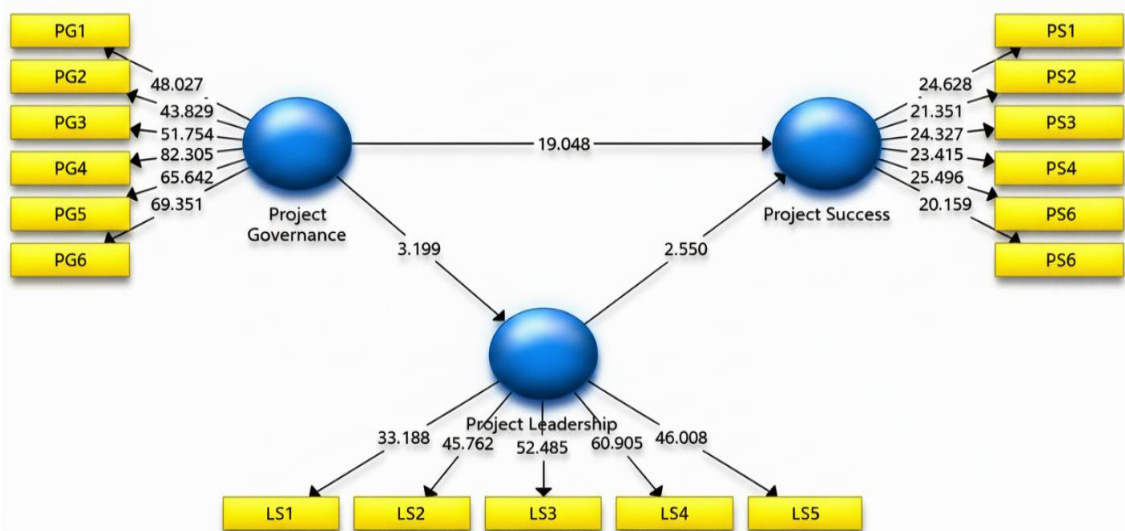 PG1
PG2
PG3
PG4
PG5
PG6
48.027
43.829
51.754
82.305
65.642
69.351
Project
Governance
19.048
3.199
2.550
Project Success
24.628
21.351
24.327
23.415
25.496
20.159
PS1
PS2
PS3
PS4
PS6
PS6
Project Leadership
33.188
45.762
52.485
60.905
46.008
LS1
LS2
LS3
LS4
LS5